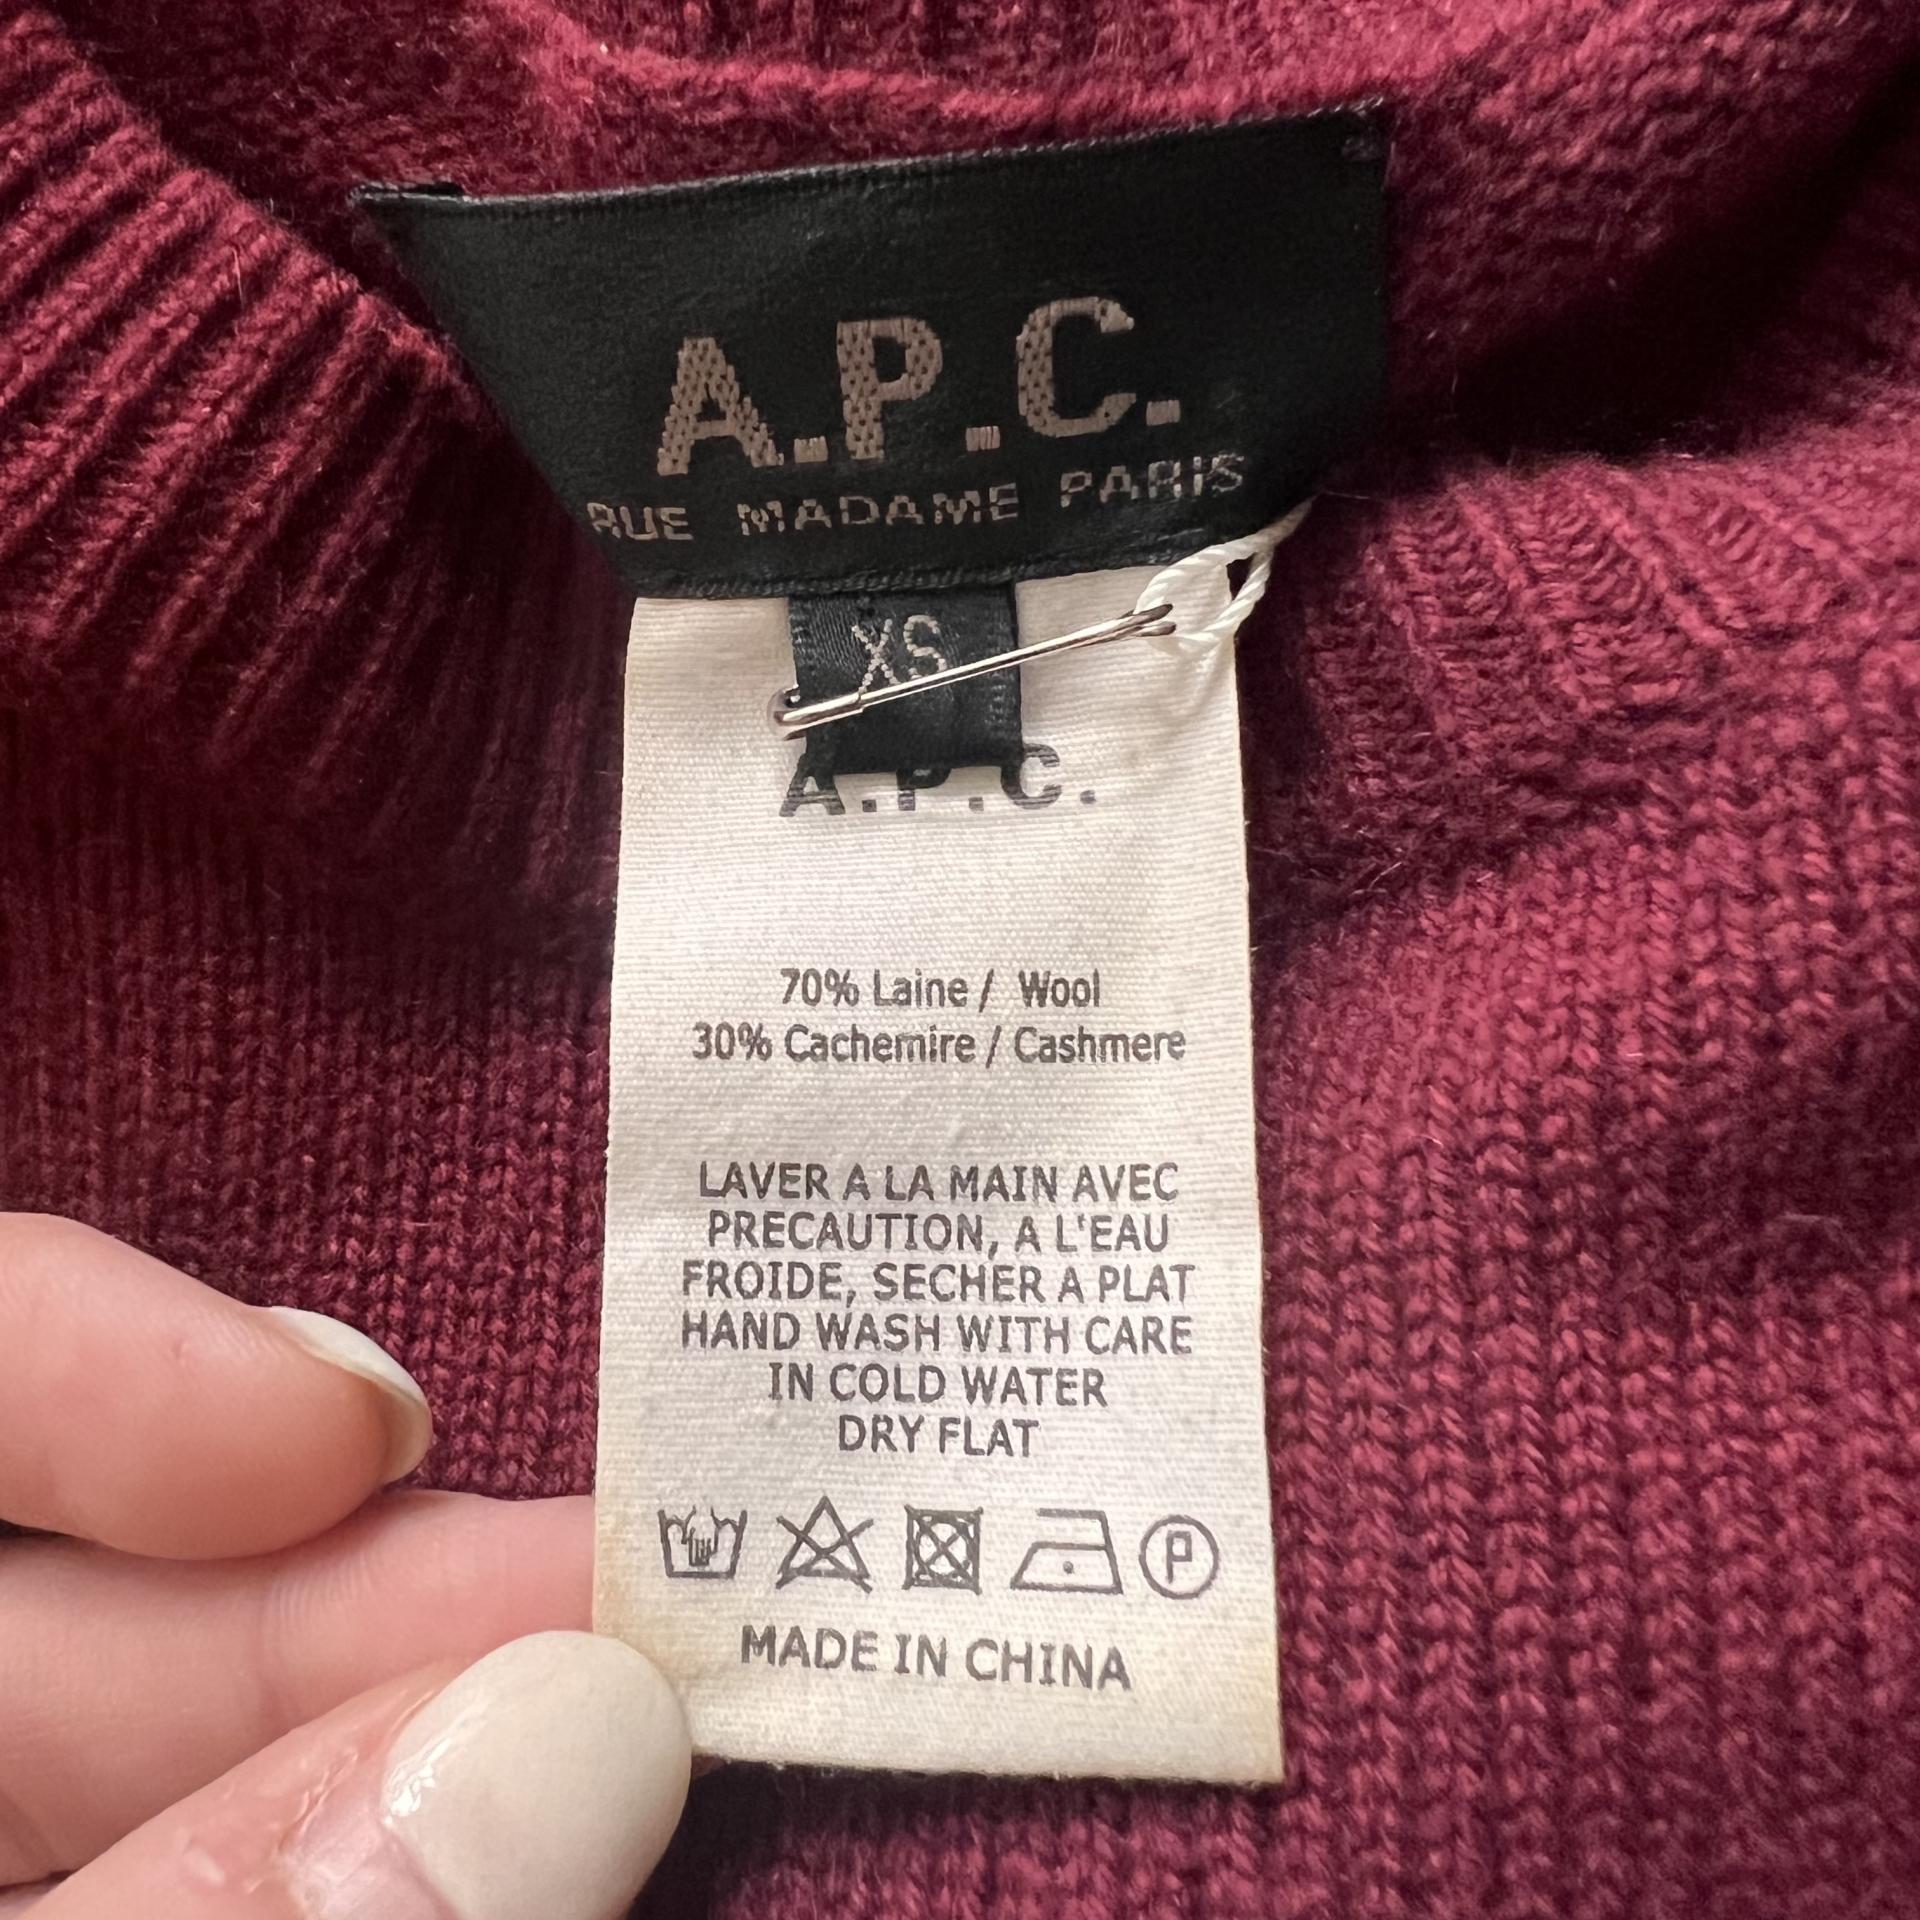 A.P.C.
RUE MADAME PARIS
XS
A.P.C.
70% Laine / Wool
30% Cachemire / Cashmere
LAVER A LA MAIN AVEC
PRECAUTION, A L'EAU
FROIDE, SECHER A PLAT
HAND WASH WITH CARE
IN COLD WATER
DRY FLAT
P
MADE IN CHINA